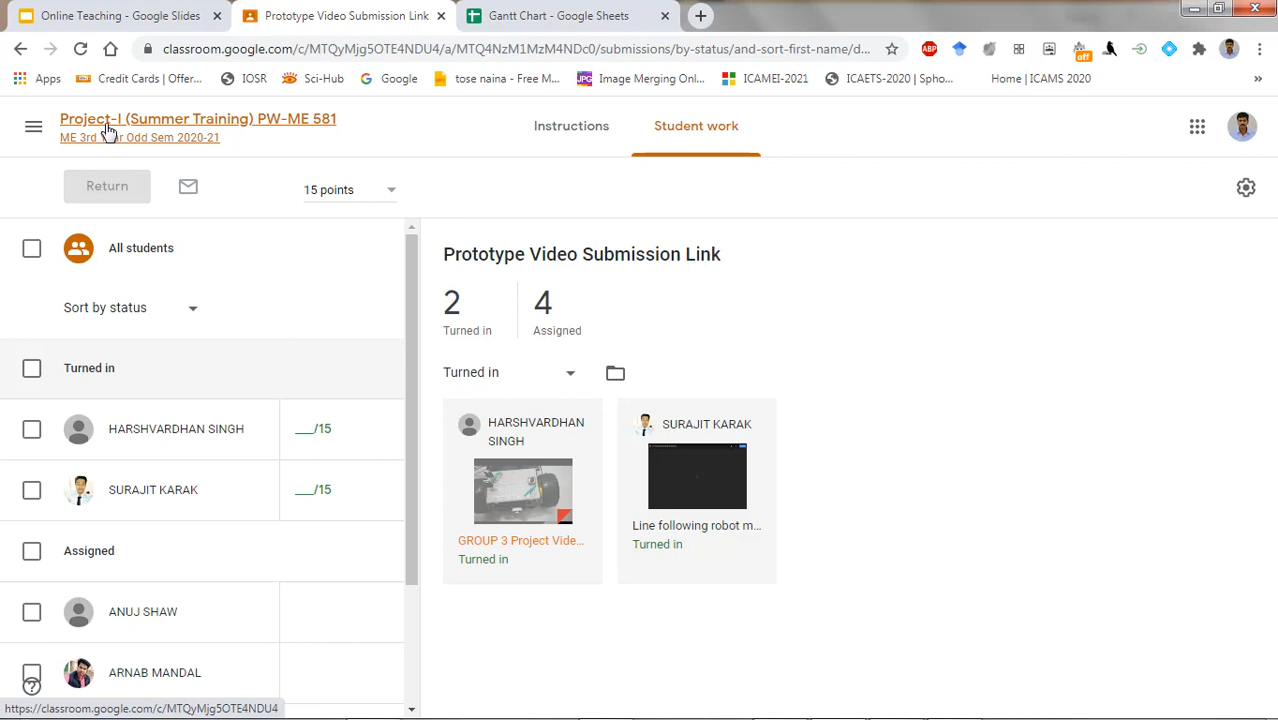 Online Teaching - Google Slides
Prototype Video Submission Link
Gantt Chart - Google Sheets
classroom.google.com/c/MTQyMjg5OTE4NDU4/a/MTQ4NzM1MzM4NDc0/submissions/by-status/and-sort-first-name/d...
ABP
off
Apps
Credit Cards | Offer...
IOSR
Sci-Hub
Google
tose naina - Free M...
JPG
Image Merging Onl...
ICAMEI-2021
ICAETS-2020 | Spho...
Home | ICAMS 2020
»
Project-I (Summer Training) PW-ME 581
ME 3rd Year Odd Sem 2020-21
Instructions
Student work
Return
15 points
All students
Sort by status
Turned in
HARSHVARDHAN SINGH
___/15
SURAJIT KARAK
___/15
Assigned
ANUJ SHAW
ARNAB MANDAL
Prototype Video Submission Link
2
Turned in
4
Assigned
Turned in
HARSHVARDHAN
SINGH
GROUP 3 Project Vide...
Turned in
SURAJIT KARAK
Line following robot m...
Turned in
https://classroom.google.com/c/MTQyMjg5OTE4NDU4